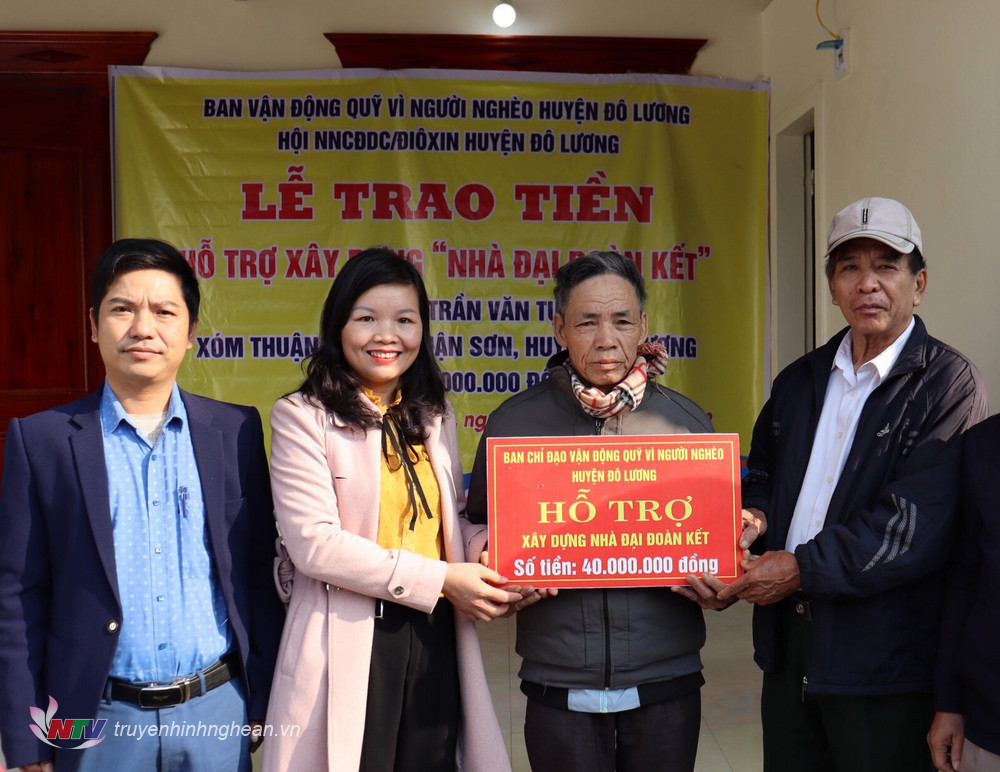 BAN VẬN ĐỘNG QUỸ VÌ NGƯỜI NGHÈO HUYỆN ĐÔ LƯƠNG
HỘI NNCĐDC/ĐIÔXIN HUYỆN ĐÔ LƯƠNG
LỄ TRAO TIỀN
HỖ TRỢ XÂY DỰNG "NHÀ ĐẠI ĐOÀN KẾT"
TRẦN VĂN
XÓM THUẬN SƠN,
.000.000
BAN CHỈ ĐẠO VẬN ĐỘNG QUỸ VÌ NGƯỜI NGHÈO
HUYỆN ĐÔ LƯƠNG
HỖ TRỢ
XÂY DỰNG NHÀ ĐẠI ĐOÀN KẾT
Số tiền: 40.000.000 đồng
NTV truyenhinhnghean.vn